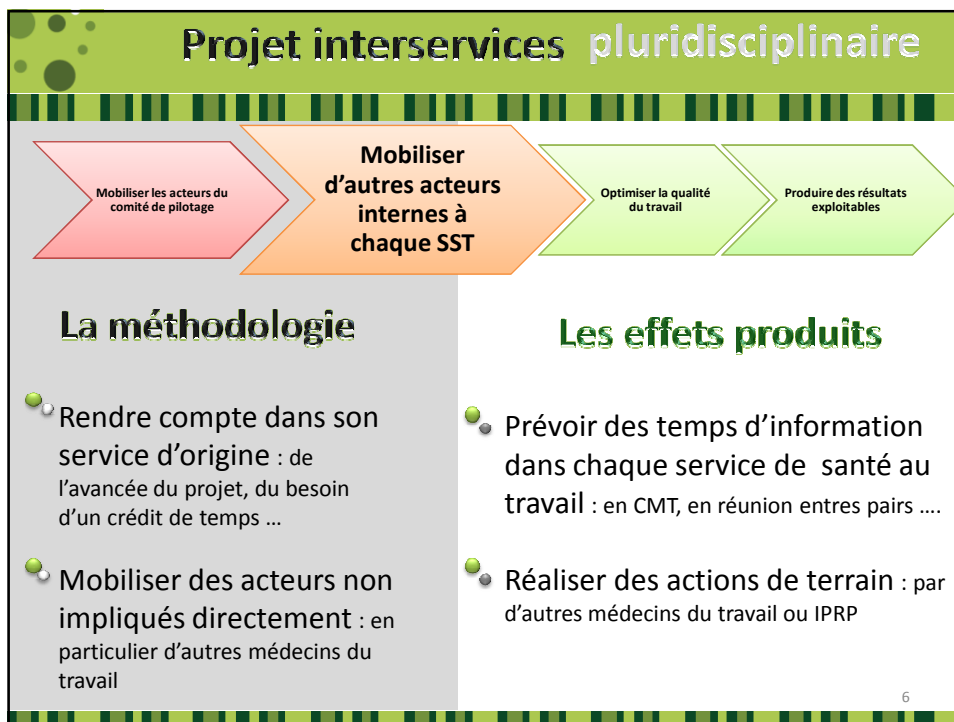 Projet interservices pluridisciplinaire
Mobiliser les acteurs du
comité de pilotage
Mobiliser
d'autres acteurs
internes à
chaque SST
Optimiser la qualité
du travail
Produire des résultats
exploitables
La méthodologie
Rendre compte dans son
service d'origine : de
l'avancée du projet, du besoin
d'un crédit de temps …
Mobiliser des acteurs non
impliqués directement : en
particulier d'autres médecins du
travail
Les effets produits
Prévoir des temps d'information
dans chaque service de santé au
travail : en CMT, en réunion entres pairs ….
Réaliser des actions de terrain : par
d'autres médecins du travail ou IPRP
6